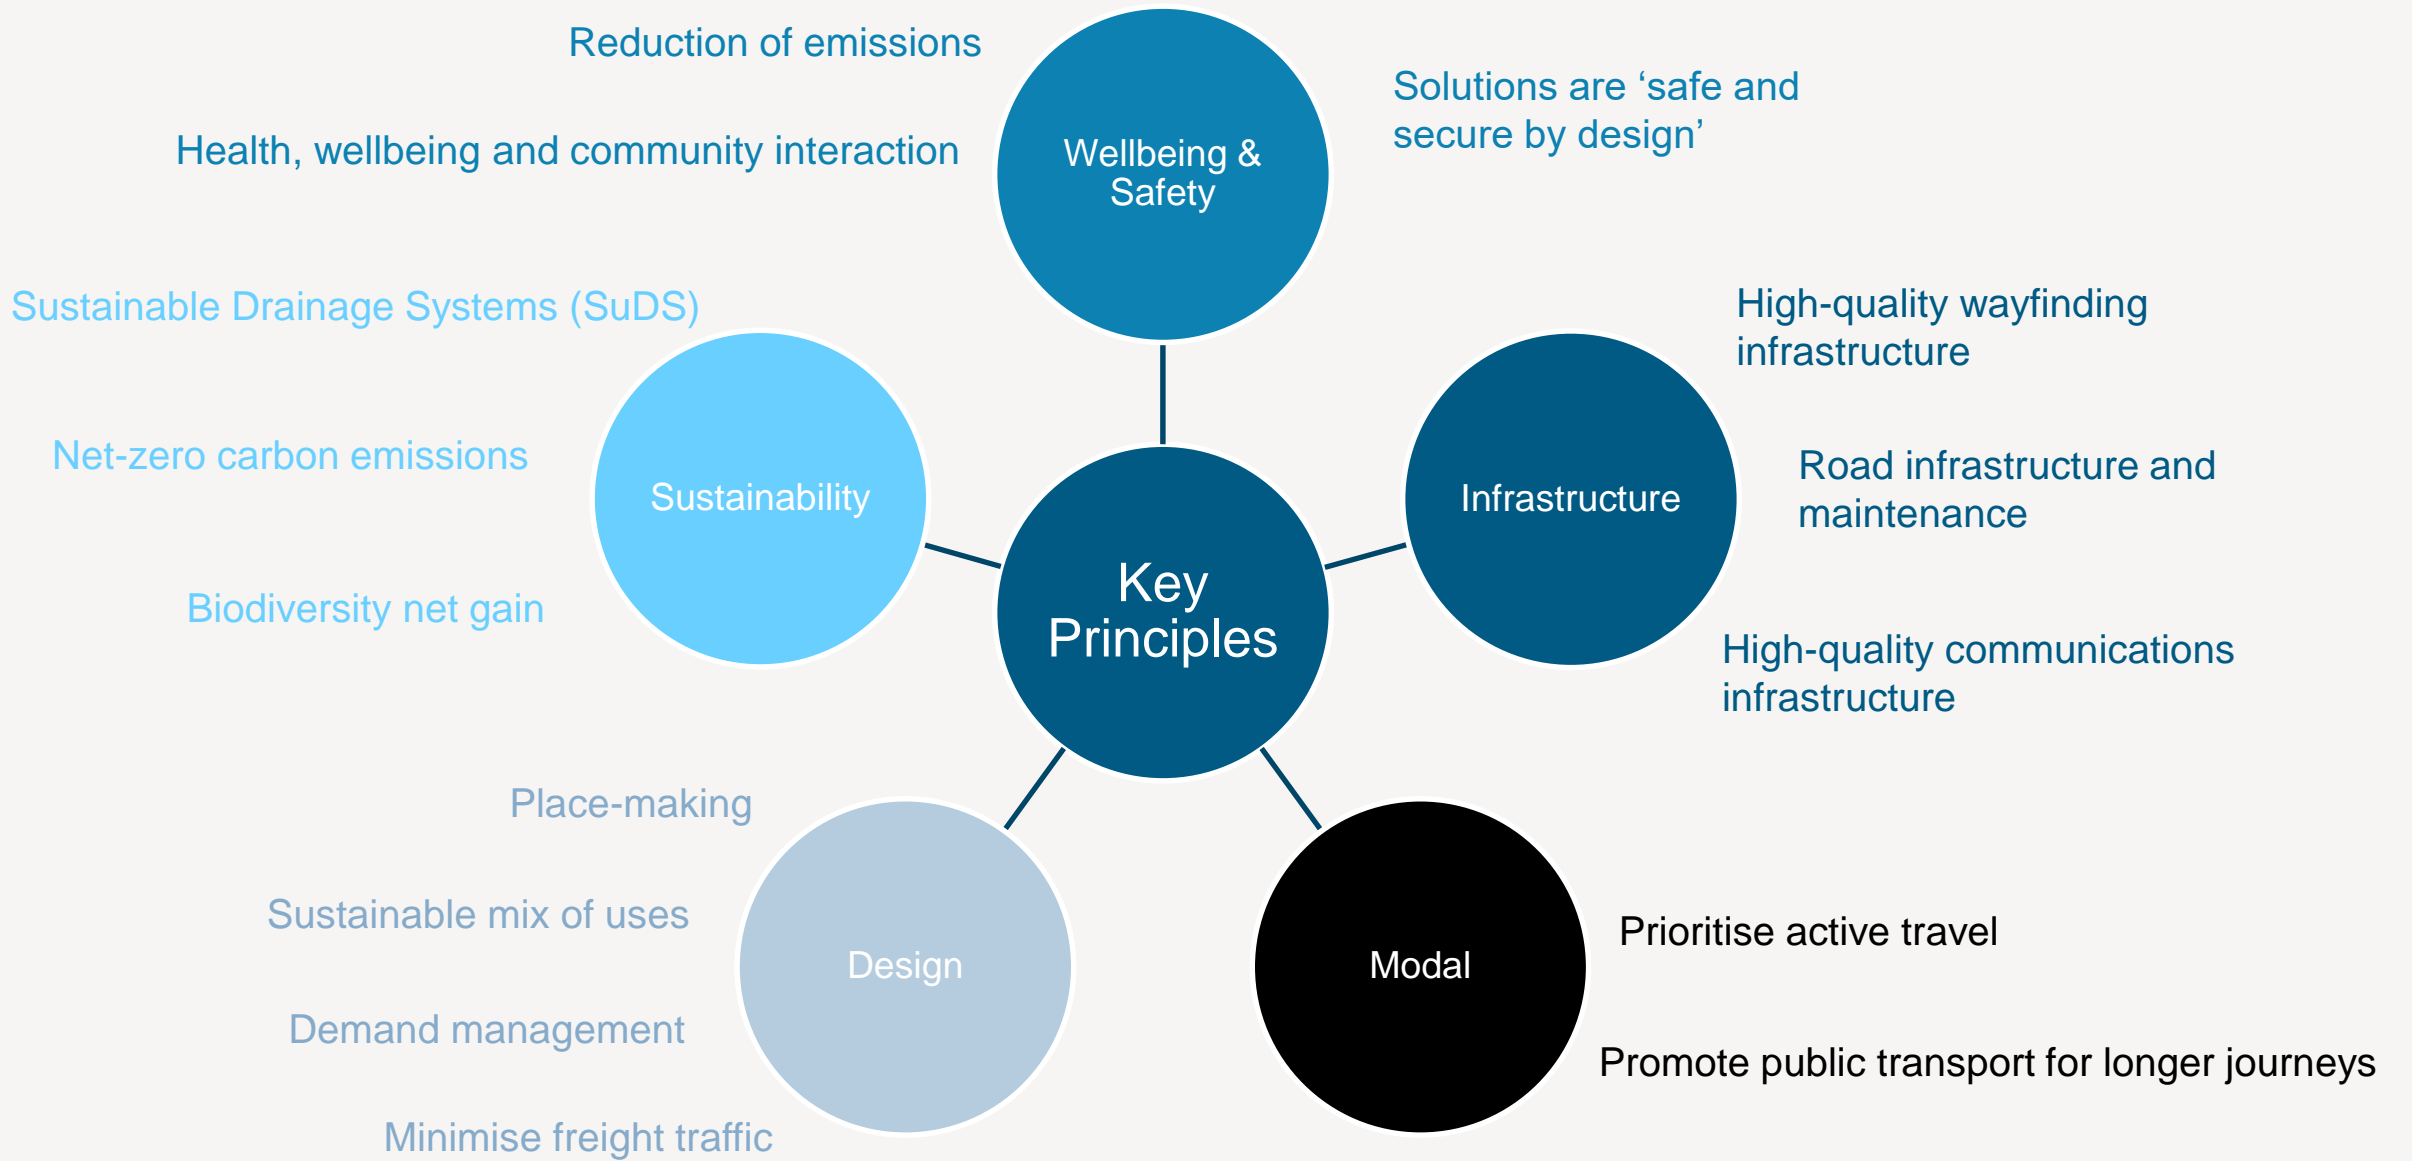 Reduction of emissions
Health, wellbeing and community interaction
Wellbeing &
Safety
Solutions are ‘safe and
secure by design’
Sustainable Drainage Systems (SuDS)
Net-zero carbon emissions
Biodiversity net gain
Sustainability
Key
Principles
Infrastructure
High-quality wayfinding
infrastructure
Road infrastructure and
maintenance
High-quality communications
infrastructure
Place-making
Sustainable mix of uses
Demand management
Minimise freight traffic
Design
Modal
Prioritise active travel
Promote public transport for longer journeys